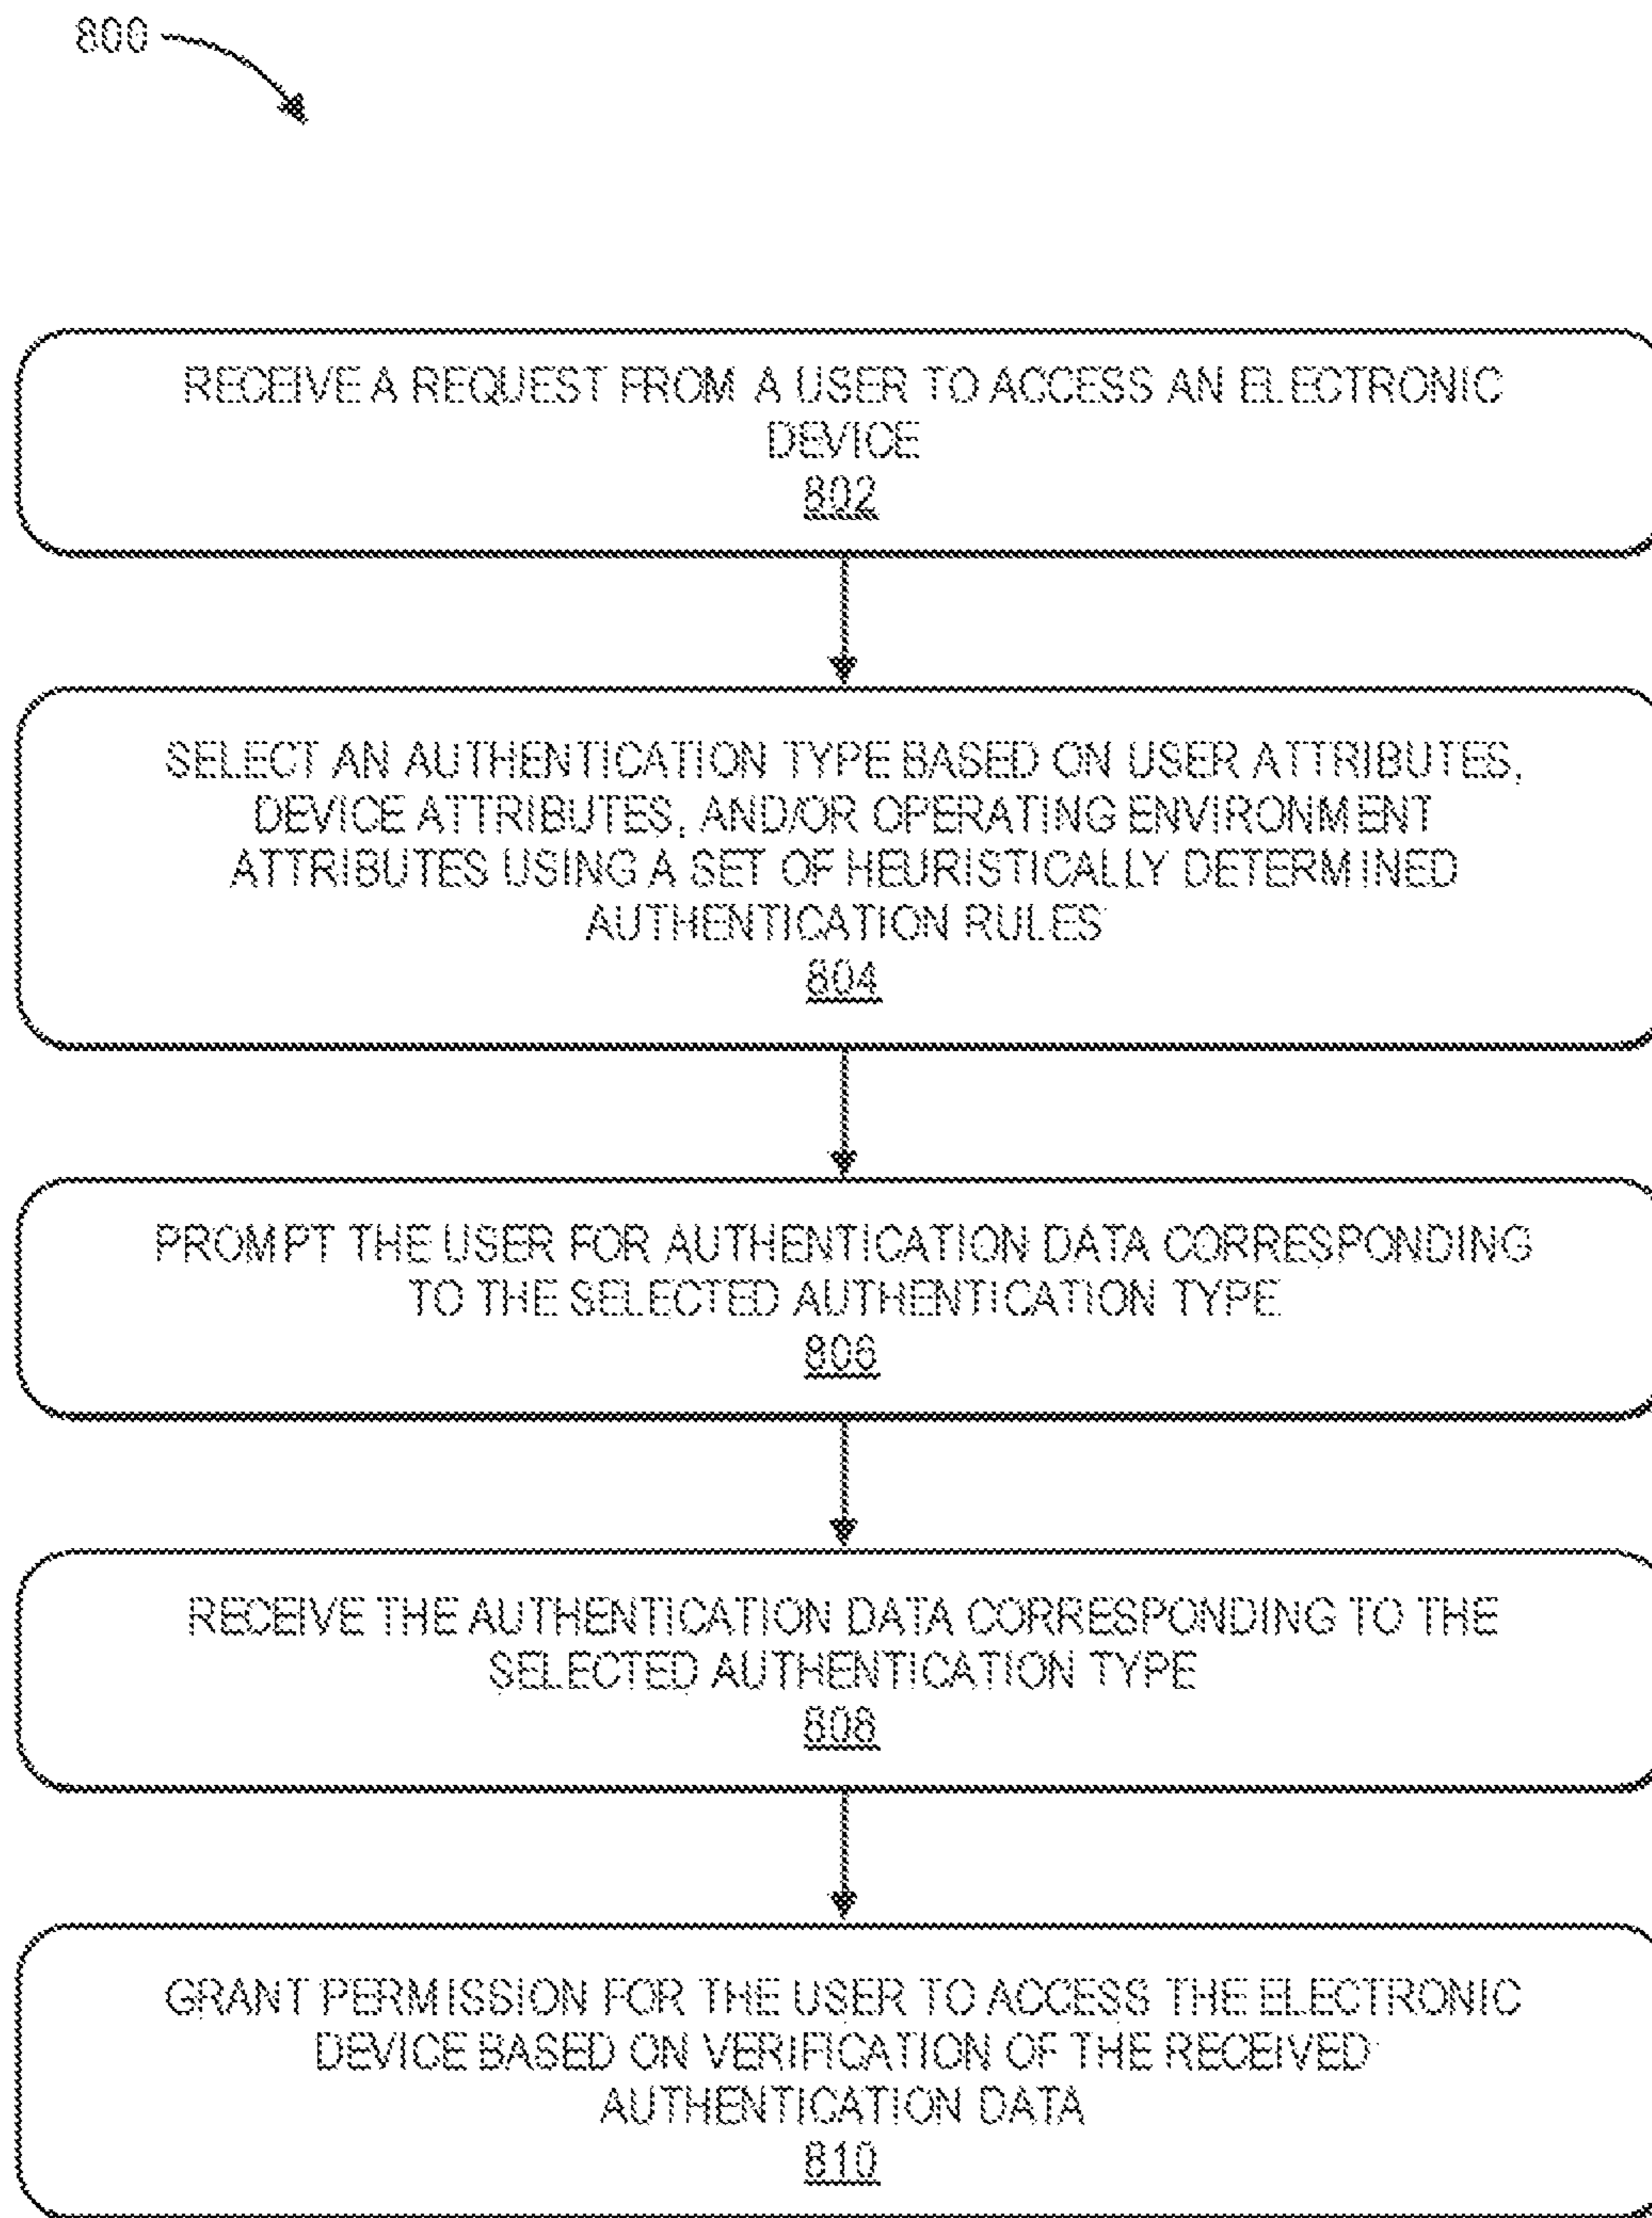 800
RECEIVE A REQUEST FROM A USER TO ACCESS AN ELECTRONIC
DEVICE
802
SELECT AN AUTHENTICATION TYPE BASED ON USER ATTRIBUTES,
DEVICE ATTRIBUTES, AND/OR OPERATING ENVIRONMENT
ATTRIBUTES USING A SET OF HEURISTICALLY DETERMINED
AUTHENTICATION RULES
804
PROMPT THE USER FOR AUTHENTICATION DATA CORRESPONDING
TO THE SELECTED AUTHENTICATION TYPE
806
RECEIVE THE AUTHENTICATION DATA CORRESPONDING TO THE
SELECTED AUTHENTICATION TYPE
808
GRANT PERMISSION FOR THE USER TO ACCESS THE ELECTRONIC
DEVICE BASED ON VERIFICATION OF THE RECEIVED
AUTHENTICATION DATA
810